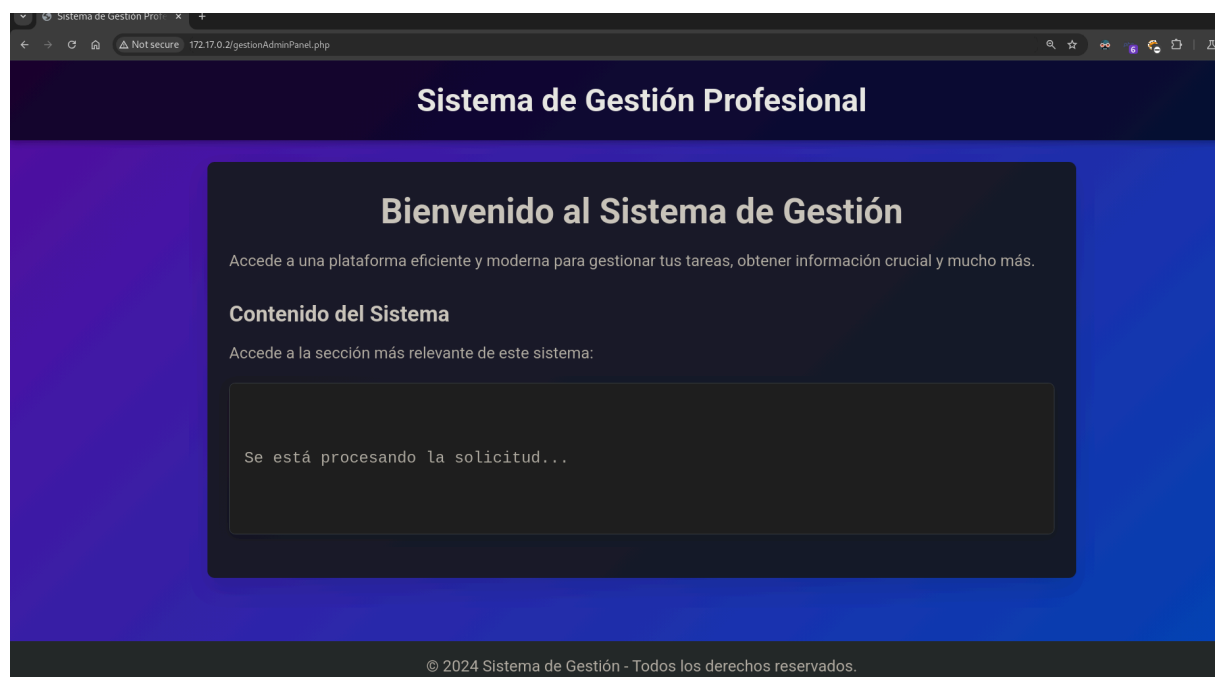 Sistema de Gestión Profe
Not secure 172.17.0.2/gestionAdminPanel.php
6
Sistema de Gestión Profesional
Bienvenido al Sistema de Gestión
Accede a una plataforma eficiente y moderna para gestionar tus tareas, obtener información crucial y mucho más.
Contenido del Sistema
Accede a la sección más relevante de este sistema:
Se está procesando la solicitud...
© 2024 Sistema de Gestión - Todos los derechos reservados.